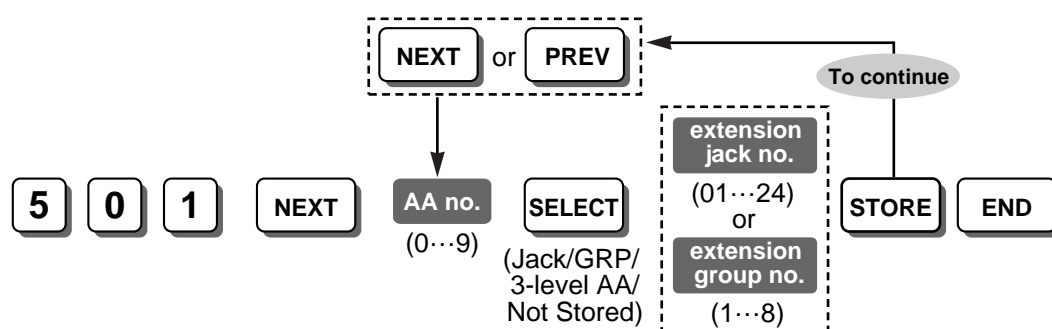 NEXT or PREV
To continue
5 0 1 NEXT AA no. SELECT STORE END
(0···9)
(Jack/GRP/
3-level AA/
Not Stored)
extension
jack no.
(01···24)
or
extension
group no.
(1···8)